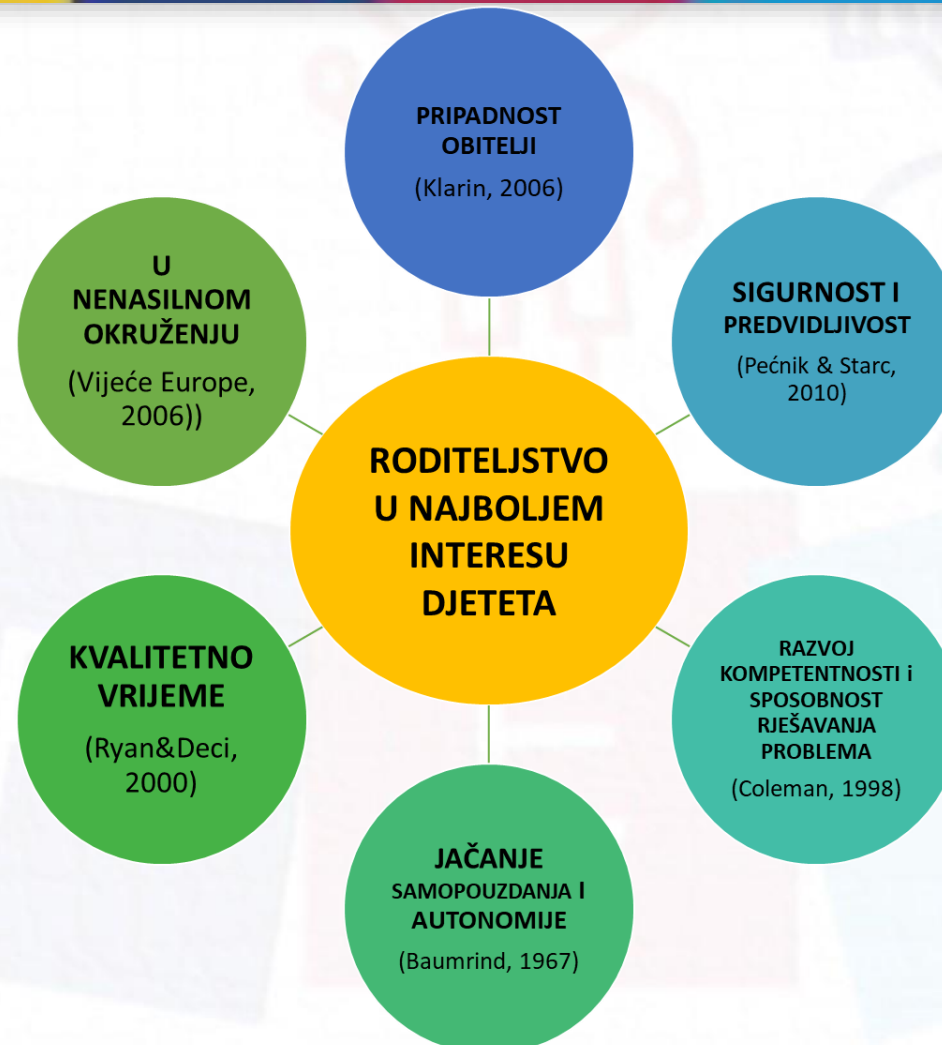 PRIPADNOST
OBITELJI
(Klarin, 2006)
SIGURNOST I
PREDVIDLJIVOST
(Pećnik & Starc,
2010)
RAZVOJ
KOMPETENTNOSTI i
SPOSOBNOST
RJEŠAVANJA
PROBLEMA
(Coleman, 1998)
JAČANJE
SAMOPOUZDANJA I
AUTONOMIJE
(Baumrind, 1967)
KVALITETNO
VRIJEME
(Ryan&Deci,
2000)
U
NENASILNOM
OKRUŽENJU
(Vijeće Europe,
2006))
RODITELJSTVO
U NAJBOLJEM
INTERESU
DJETETA